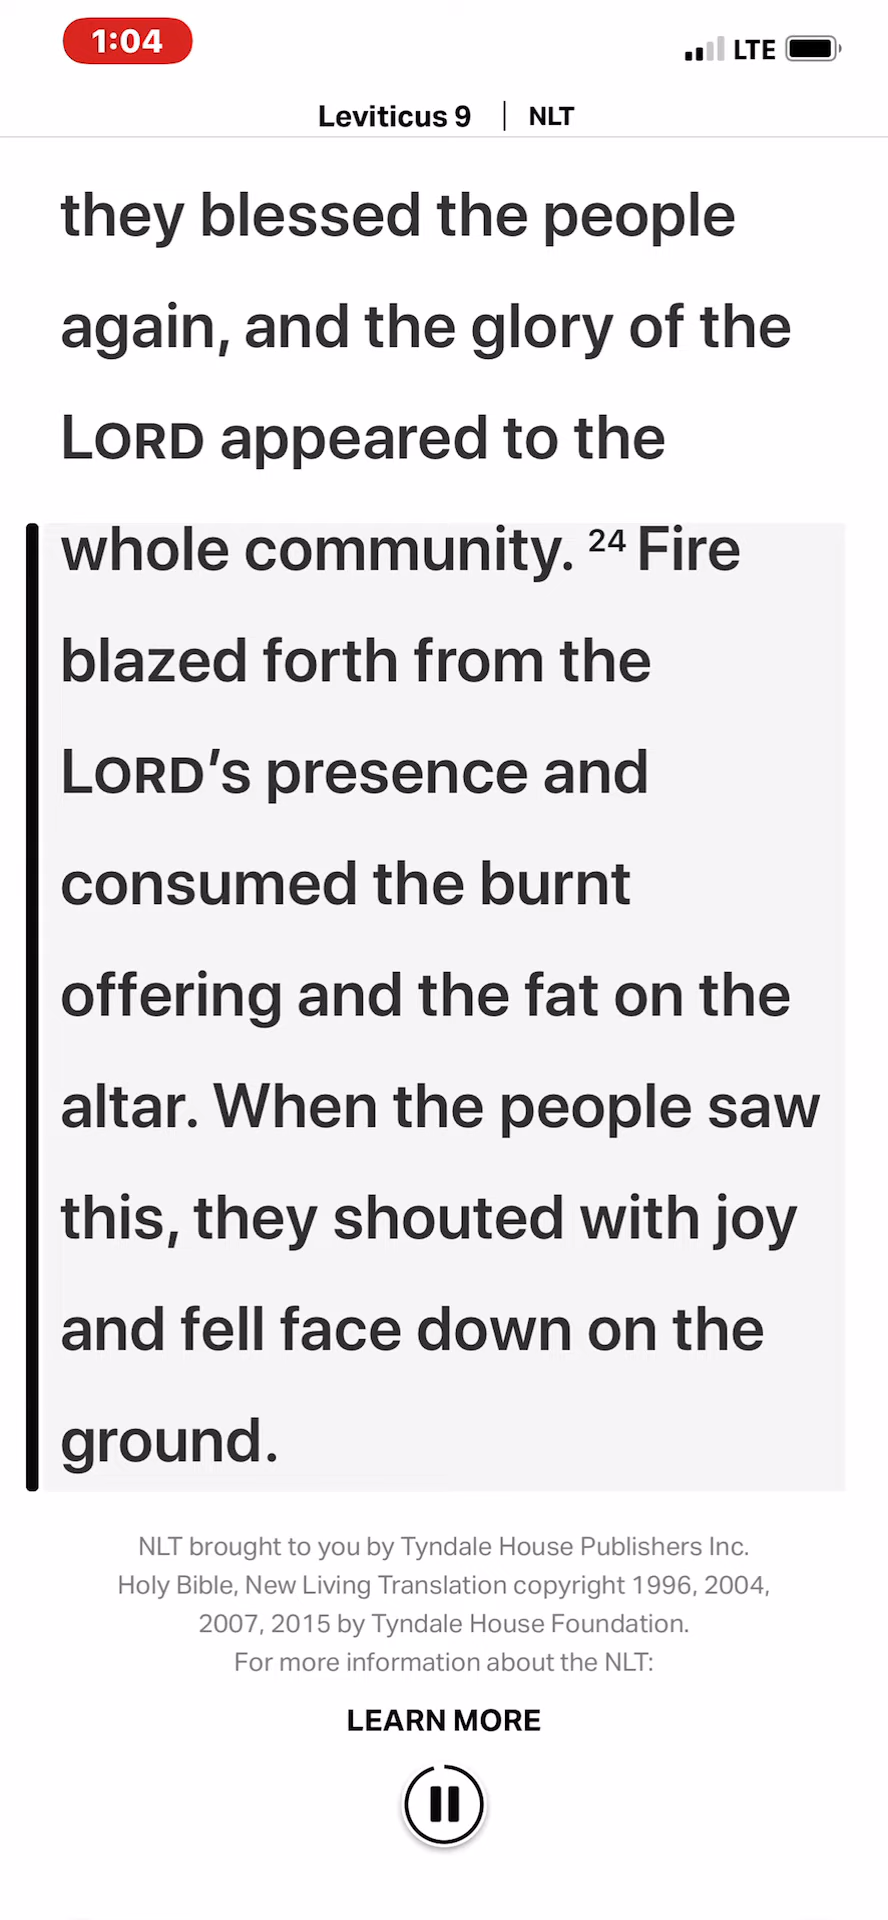 1:04
LTE
Leviticus 9 | NLT
they blessed the people
again, and the glory of the
LORD appeared to the
whole community. 24 Fire
blazed forth from the
LORD’s presence and
consumed the burnt
offering and the fat on the
altar. When the people saw
this, they shouted with joy
and fell face down on the
ground.
NLT brought to you by Tyndale House Publishers Inc.
Holy Bible, New Living Translation copyright 1996, 2004,
2007, 2015 by Tyndale House Foundation.
For more information about the NLT:
LEARN MORE